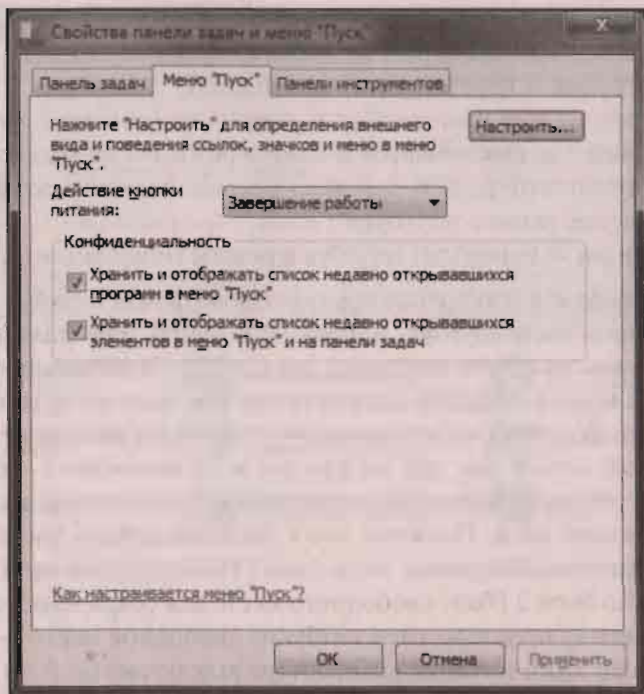 Свойства панели задач и меню "Пуск"
Панель задач
Меню "Пуск"
Панели инструментов
Нажмите "Настроить" для определения внешнего
вида и поведения ссылок, значков и меню в меню
"Пуск".
Настроить...
Действие кнопки
питания:
Завершение работы
Конфиденциальность
Хранить и отображать список недавно открывавшихся
программ в меню "Пуск"
Хранить и отображать список недавно открывавшихся
элементов в меню "Пуск" и на панели задач
Как настраивается меню "Пуск"?
ОК
Отмена
Применить